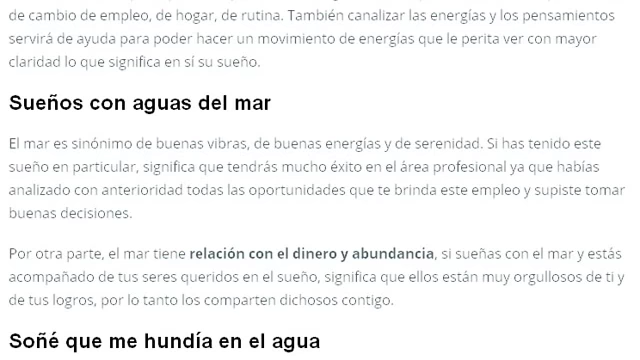 de cambio de empleo, de hogar, de rutina. También canalizar las energías y los pensamientos
servirá de ayuda para poder hacer un movimiento de energías que le perita ver con mayor
claridad lo que significa en sí su sueño.
Sueños con aguas del mar
El mar es sinónimo de buenas vibras, de buenas energías y de serenidad. Si has tenido este
sueño en particular, significa que tendrás mucho éxito en el área profesional ya que habías
analizado con anterioridad todas las oportunidades que te brinda este empleo y supiste tomar
buenas decisiones.
Por otra parte, el mar tiene relación con el dinero y abundancia, si sueñas con el mar y estás
acompañado de tus seres queridos en el sueño, significa que ellos están muy orgullosos de ti y
de tus logros, por lo tanto los comparten dichosos contigo.
Soñé que me hundía en el agua